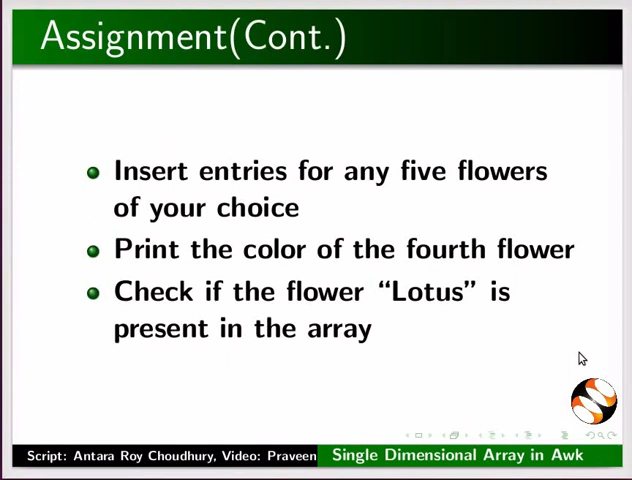 Assignment(Cont.)
Insert entries for any five flowers
of your choice
Print the color of the fourth flower
Check if the flower “Lotus” is
present in the array
Script: Antara Roy Choudhury, Video: Praveen
Single Dimensional Array in Awk